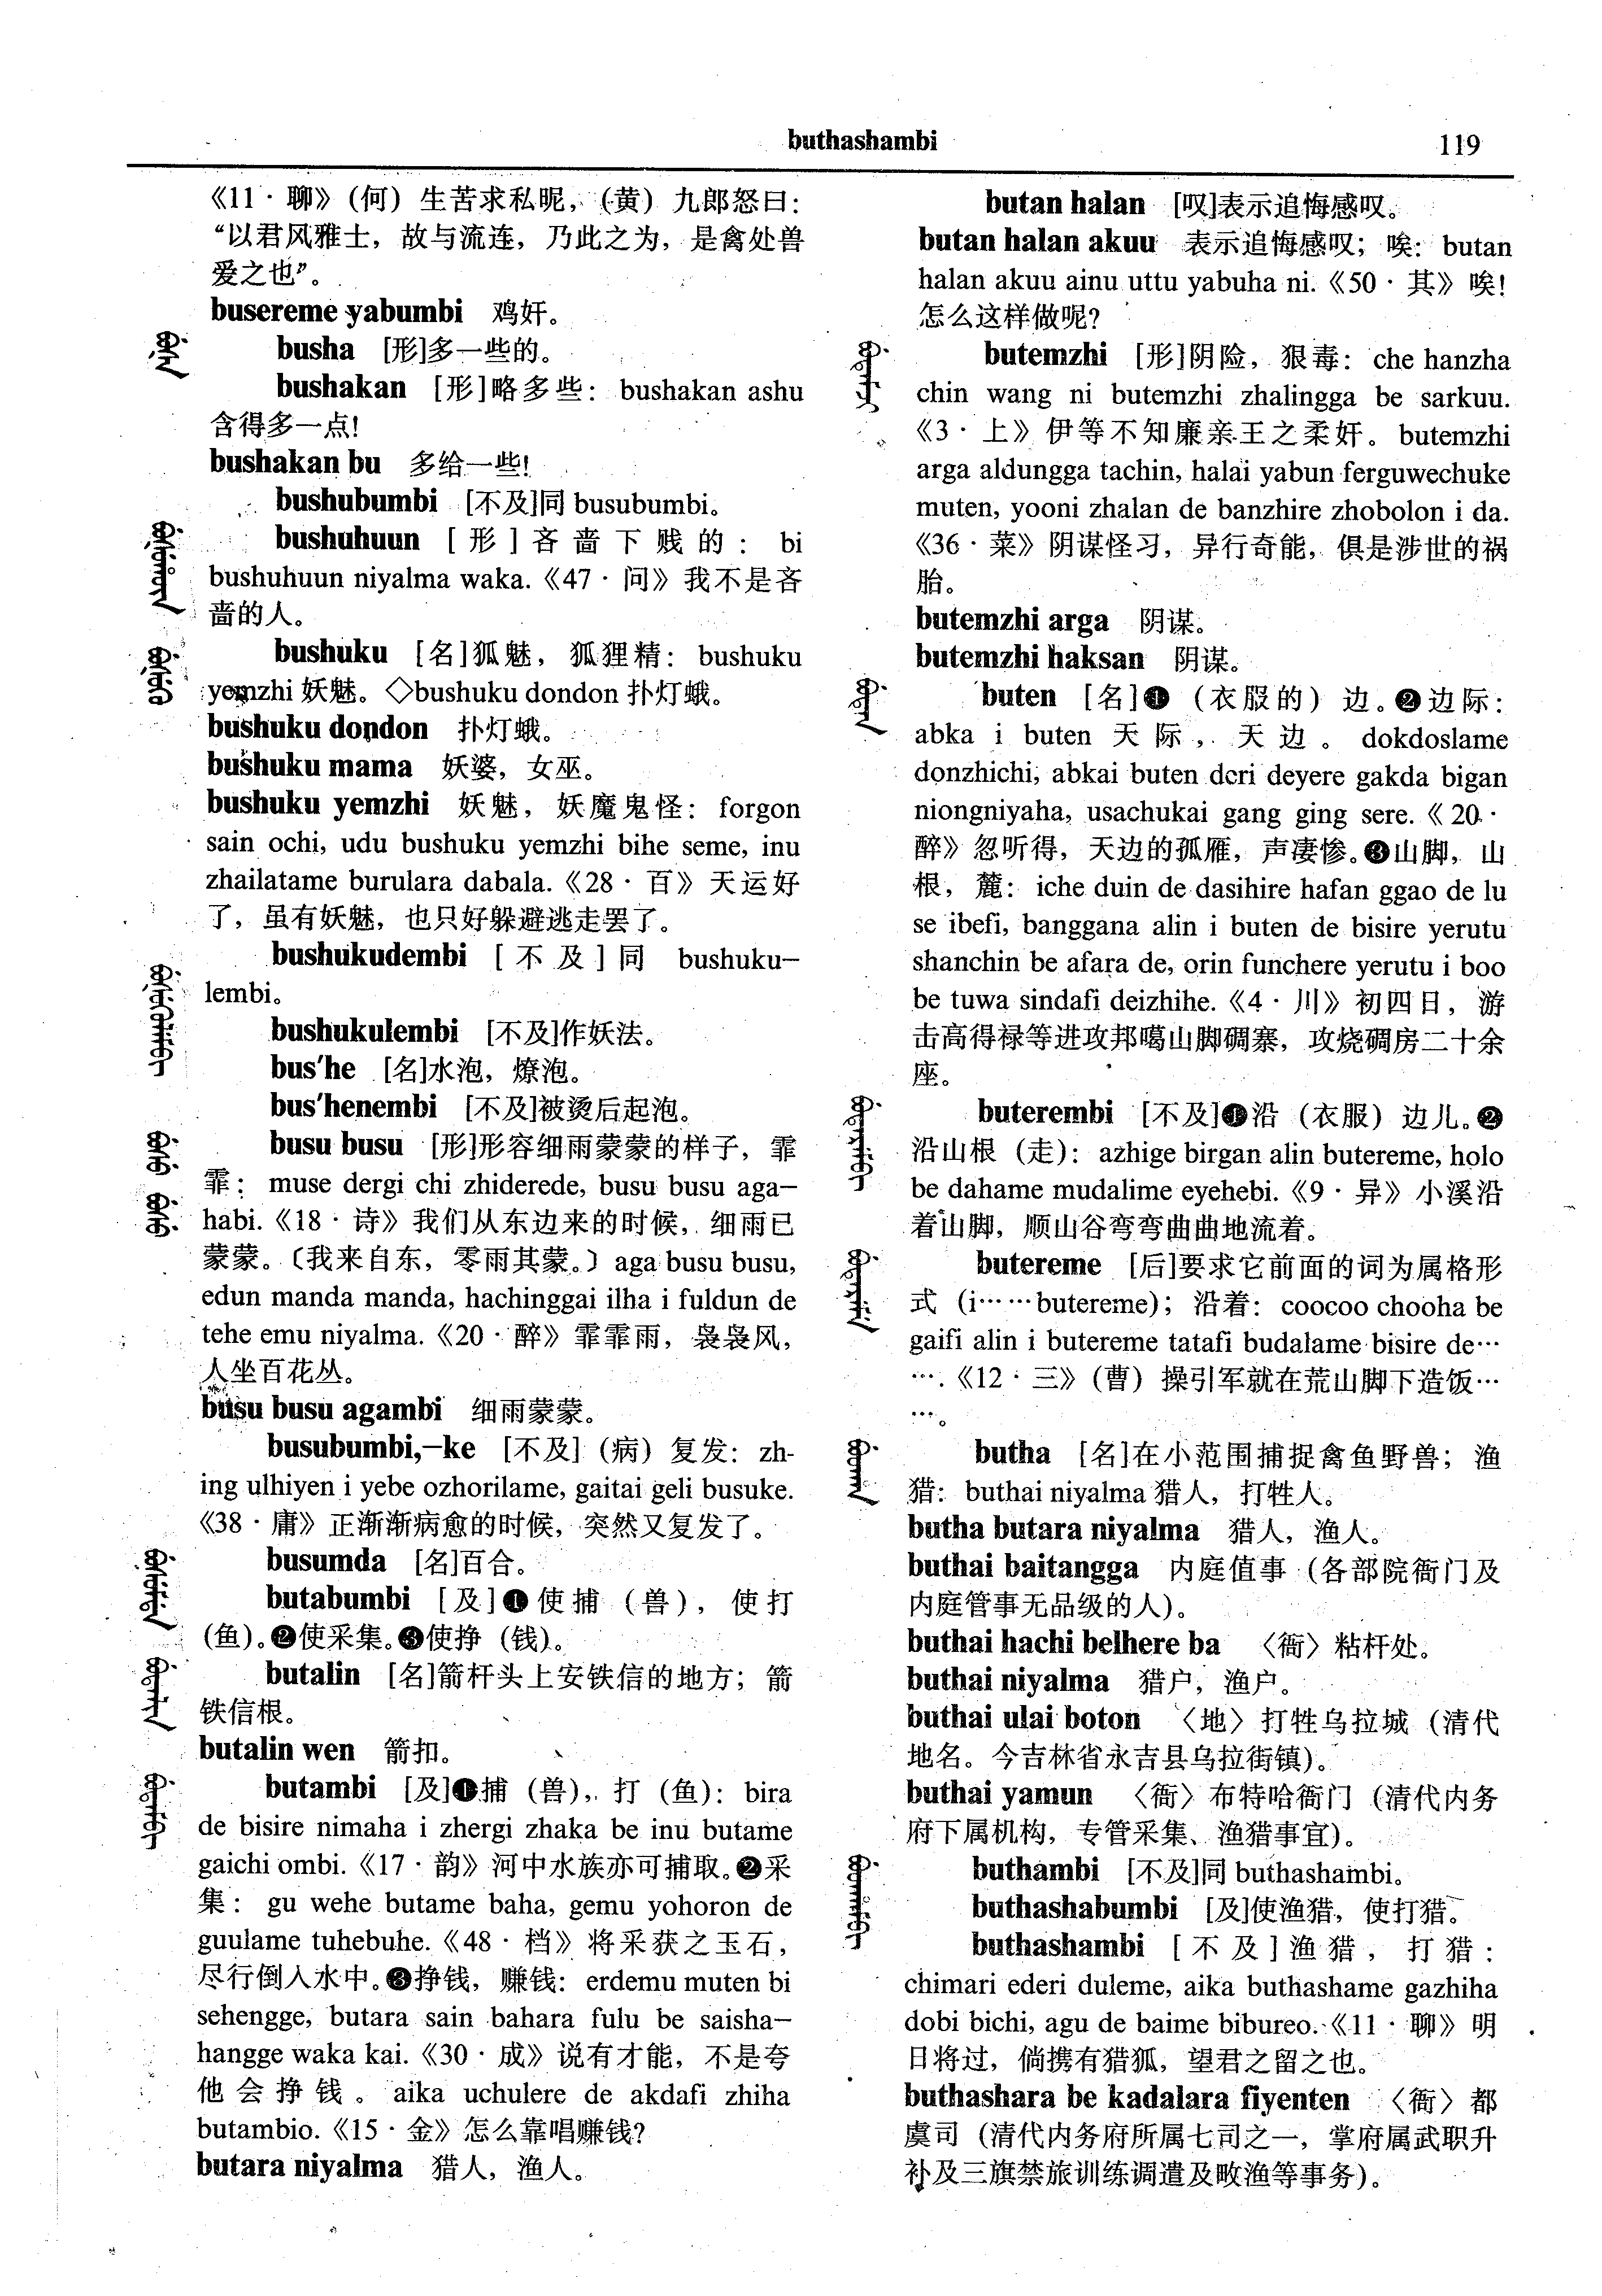 buthashambi
119
《11·聊》(何) 生苦求私昵, (黄) 九郎怒曰:
“以君风雅士, 故与流连, 乃此之为, 是禽处兽
爱之也”。
busereme yabumbi 鸡奸。
busha [形]多一些的。
bushakan [形]略多些: bushakan ashu
含得多一点!
bushakan bu 多给一些!
bushubumbi [不及]同 busubumbi。
bushuhuun [形]吝啬下贱的: bi
bushuhuun niyalma waka.《47·问》我不是吝
啬的人。
bushuku [名]狐魅, 狐狸精: bushuku
yemzhi 妖魅。◇bushuku dondon 扑灯蛾。
bushuku dondon 扑灯蛾。
bushuku mama 妖婆, 女巫。
bushuku yemzhi 妖魅, 妖魔鬼怪: forgon
sain ochi, udu bushuku yemzhi bihe seme, inu
zhailatame burulara dabala.《28·百》天运好
了, 虽有妖魅, 也只好躲避逃走罢了。
bushukudembi [不及]同 bushuku—
lembi。
bushukulembi [不及]作妖法。
bus′he [名]水泡, 燎泡。
bus′henembi [不及]被烫后起泡。
busu busu [形]形容细雨蒙蒙的样子, 霏
霏: muse dergi chi zhiderede, busu busu aga—
habi.《18·诗》我们从东边来的时候, 细雨已
蒙蒙。〔我来自东, 零雨其蒙。〕aga busu busu,
edun manda manda, hachinggai ilha i fuldun de
tehe emu niyalma.《20·醉》霏霏雨, 袅袅风,
人坐百花丛。
busu busu agambi 细雨蒙蒙。
busubumbi,—ke [不及] (病) 复发: zh-
ing ulhiyen i yebe ozhorilame, gaitai geli busuke.
《38·庸》正渐渐病愈的时候, 突然又复发了。
busumda [名]百合。
butabumbi [及]❶使捕 (兽), 使打
(鱼)。❷使采集。❸使挣 (钱)。
butalin [名]箭杆头上安铁信的地方; 箭
铁信根。
butalin wen 箭扣。
butambi [及]❶捕 (兽), 打 (鱼): bira
de bisire nimaha i zhergi zhaka be inu butame
gaichi ombi.《17·韵》河中水族亦可捕取。❷采
集: gu wehe butame baha, gemu yohoron de
guulame tuhebuhe.《48·档》将采获之玉石,
尽行倒入水中。❸挣钱, 赚钱: erdemu muten bi
sehengge, butara sain bahara fulu be saisha—
hangge waka kai.《30·成》说有才能, 不是夸
他会挣钱。aika uchulere de akdafi zhiha
butambio.《15·金》怎么靠唱赚钱?
butara niyalma 猎人, 渔人。
butan halan [叹]表示追悔感叹。
butan halan akuu 表示追悔感叹; 唉: butan
halan akuu ainu uttu yabuha ni.《50·其》唉!
怎么这样做呢?
butemzhi [形]阴险, 狠毒: che hanzha
chin wang ni butemzhi zhalingga be sarkuu.
《3·上》伊等不知廉亲王之柔奸。butemzhi
arga aldungga tachin, halai yabun ferguwechuke
muten, yooni zhalan de banzhire zhobolon i da.
《36·菜》阴谋怪习, 异行奇能, 俱是涉世的祸
胎。
butemzhi arga 阴谋。
butemzhi haksan 阴谋。
buten [名]❶ (衣服的) 边。❷边际:
abka i buten 天际, 天边。dokdoslame
donzhichi, abkai buten dcri deyere gakda bigan
niongniyaha, usachukai gang ging sere.《20·
醉》忽听得, 天边的孤雁, 声凄惨。❸山脚, 山
根, 麓: iche duin de dasihire hafan ggao de lu
se ibefi, banggana alin i buten de bisire yerutu
shanchin be afara de, orin funchere yerutu i boo
be tuwa sindafi deizhihe.《4·川》初四日, 游
击高得禄等进攻邦噶山脚碉寨, 攻烧碉房二十余
座。
buterembi [不及]❶沿 (衣服) 边儿。❷
沿山根 (走): azhige birgan alin butereme, holo
be dahame mudalime eyehebi.《9·异》小溪沿
着山脚, 顺山谷弯弯曲曲地流着。
butereme [后]要求它前面的词为属格形
式 (i……butereme); 沿着: coocoo chooha be
gaifi alin i butereme tatafi budalame bisire de…
….《12·三》(曹) 操引军就在荒山脚下造饭…
…。
butha [名]在小范围捕捉禽鱼野兽; 渔
猎: buthai niyalma 猎人, 打牲人。
butha butara niyalma 猎人, 渔人。
buthai baitangga 内庭值事 (各部院衙门及
内庭管事无品级的人)。
buthai hachi belhere ba 〈衙〉粘杆处。
buthai niyalma 猎户, 渔户。
buthai ulai boton 〈地〉打牲乌拉城 (清代
地名。今吉林省永吉县乌拉街镇)。
buthai yamun 〈衙〉布特哈衙门 (清代内务
府下属机构, 专管采集、渔猎事宜)。
buthambi [不及]同 buthashambi。
buthashabumbi [及]使渔猎, 使打猎。
buthashambi [不及]渔猎, 打猎:
chimari ederi duleme, aika buthashame gazhiha
dobi bichi, agu de baime bibureo.《11·聊》明
日将过, 倘携有猎狐, 望君之留之也。
buthashara be kadalara fiyenten 〈衙〉都
虞司 (清代内务府所属七司之一, 掌府属武职升
补及三旗禁旅训练调遣及畋渔等事务)。